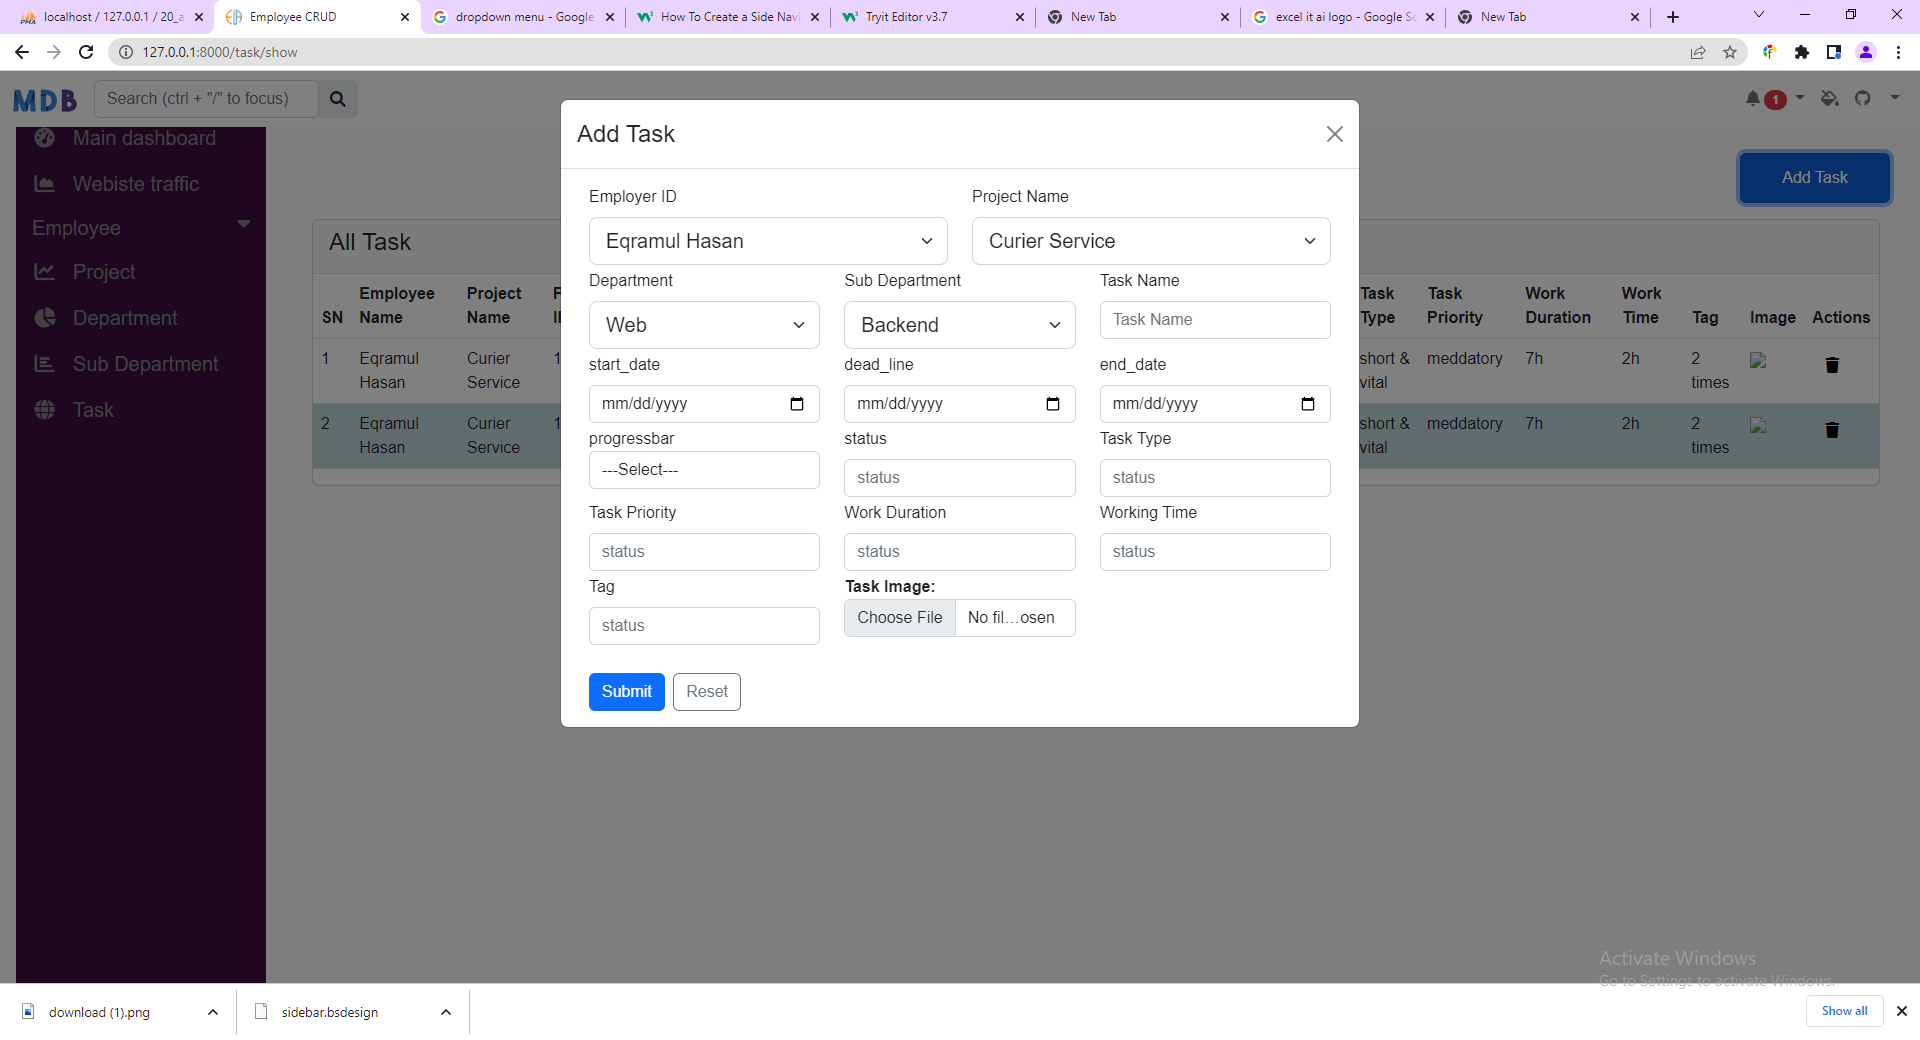 localhost / 127.0.0.1 / 20_a
Employee CRUD
dropdown menu - Google
How To Create a Side Navi
Tryit Editor v3.7
New Tab
excel it ai logo - Google Se
New Tab
127.0.0.1:8000/task/show
MDB
Search (ctrl + "/" to focus)
1
Main dashboard
Webiste traffic
Employee
Project
Department
Sub Department
Task
Add Task
All Task
SN
Employee Name
Project Name
Task Type
Task Priority
Work Duration
Work Time
Tag
Image
Actions
1
Eqramul Hasan
Curier Service
1
short & vital
meddatory
7h
2h
2 times
2
Eqramul Hasan
Curier Service
1
short & vital
meddatory
7h
2h
2 times
Add Task
Employer ID
Project Name
Eqramul Hasan
Curier Service
Department
Sub Department
Task Name
Web
Backend
Task Name
start_date
dead_line
end_date
mm/dd/yyyy
mm/dd/yyyy
mm/dd/yyyy
progressbar
status
Task Type
---Select---
status
status
Task Priority
Work Duration
Working Time
status
status
status
Tag
Task Image:
status
Choose File
No fil...osen
Submit
Reset
Activate Windows
Go to Settings to activate Windows.
download (1).png
sidebar.bsdesign
Show all